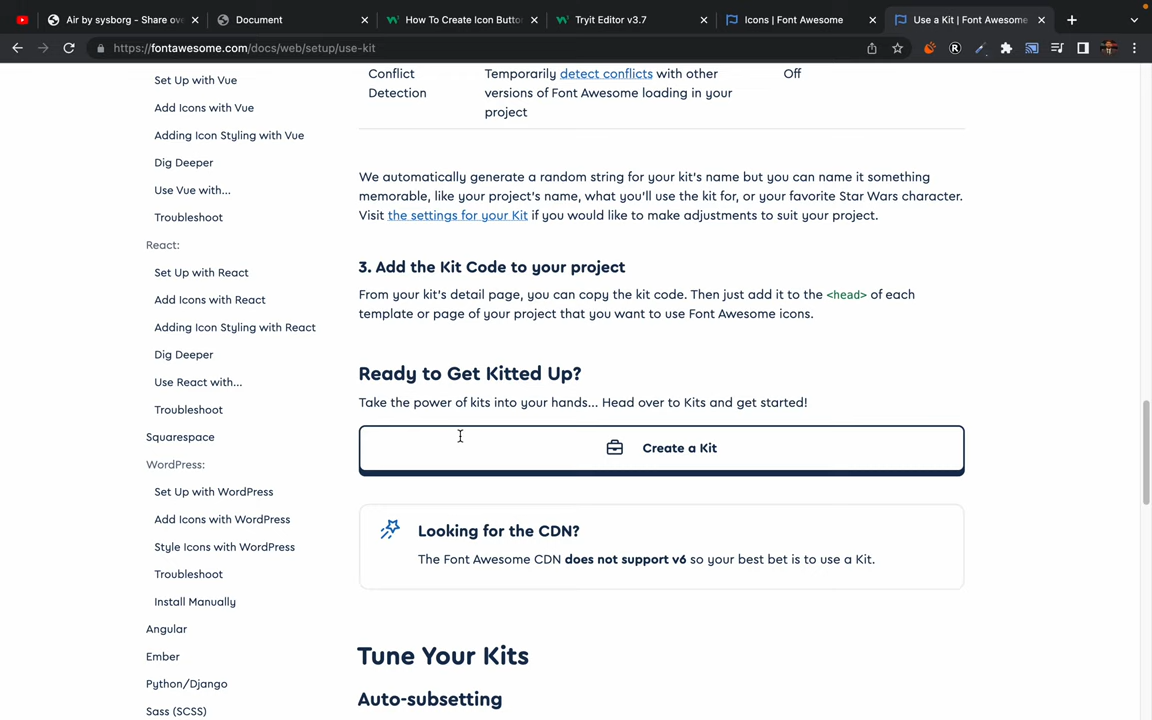 Air by sysborg - Share ove
Document
How To Create Icon Butto
Tryit Editor v3.7
Icons | Font Awesome
Use a Kit | Font Awesome
https://fontawesome.com/docs/web/setup/use-kit
Set Up with Vue
Add Icons with Vue
Adding Icon Styling with Vue
Dig Deeper
Use Vue with...
Troubleshoot
React:
Set Up with React
Add Icons with React
Adding Icon Styling with React
Dig Deeper
Use React with...
Troubleshoot
Squarespace
WordPress:
Set Up with WordPress
Add Icons with WordPress
Style Icons with WordPress
Troubleshoot
Install Manually
Angular
Ember
Python/Django
Sass (SCSS)
Conflict
Detection
Temporarily detect conflicts with other
versions of Font Awesome loading in your
project
Off
We automatically generate a random string for your kit's name but you can name it something
memorable, like your project's name, what you'll use the kit for, or your favorite Star Wars character.
Visit the settings for your Kit if you would like to make adjustments to suit your project.
3. Add the Kit Code to your project
From your kit's detail page, you can copy the kit code. Then just add it to the <head> of each
template or page of your project that you want to use Font Awesome icons.
Ready to Get Kitted Up?
Take the power of kits into your hands... Head over to Kits and get started!
Create a Kit
Looking for the CDN?
The Font Awesome CDN does not support v6 so your best bet is to use a Kit.
Tune Your Kits
Auto-subsetting